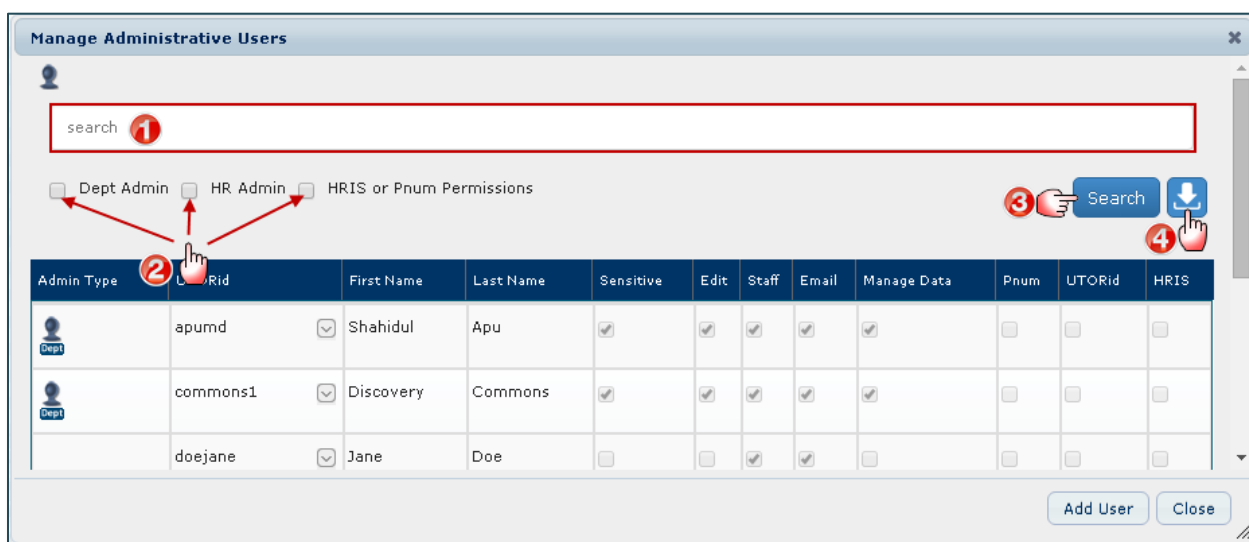 Manage Administrative Users
search 1
Dept Admin HR Admin HRIS or Pnum Permissions 3 Search
4
2
Admin Type UTORid First Name Last Name Sensitive Edit Staff Email Manage Data Pnum UTORid HRIS
apumd Shahidul Apu
Dept
commons1 Discovery Commons
Dept
doejane Jane Doe
Add User Close